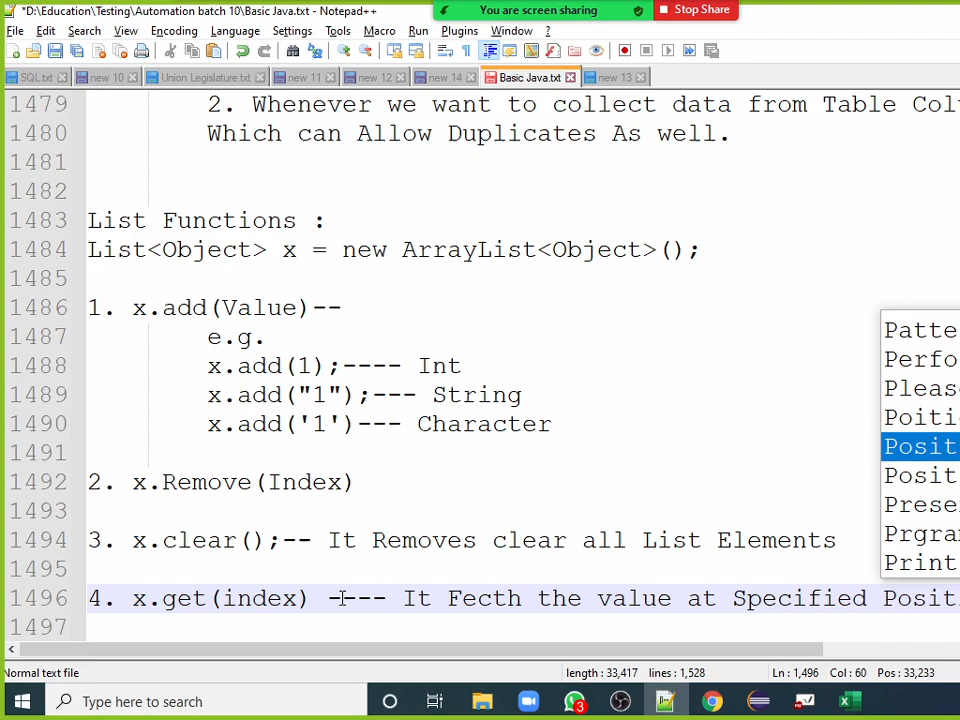 *D:\Education\Testing\Automation batch 10\Basic Java.txt - Notepad++
You are screen sharing
Stop Share
File Edit Search View Encoding Language Settings Tools Macro Run Plugins Window ?
SQL.txt new 10 Union Legislature.txt new 11 new 12 new 14 Basic Java.txt new 13
1479 2. Whenever we want to collect data from Table Col
1480 Which can Allow Duplicates As well.
1481
1482
1483 List Functions :
1484 List<Object> x = new ArrayList<Object>();
1485
1486 1. x.add(Value)--
1487 e.g.
1488 x.add(1);---- Int
1489 x.add("1");--- String
1490 x.add('1')--- Character
1491
1492 2. x.Remove(Index)
1493
1494 3. x.clear();-- It Removes clear all List Elements
1495
1496 4. x.get(index) ---- It Fecth the value at Specified Posit
1497
Patte
Perfo
Please
Poiti
Posit
Posit
Prese
Prgra
Print
Normal text file length : 33,417 lines : 1,528 Ln : 1,496 Col : 60 Pos : 33,233
Type here to search
3